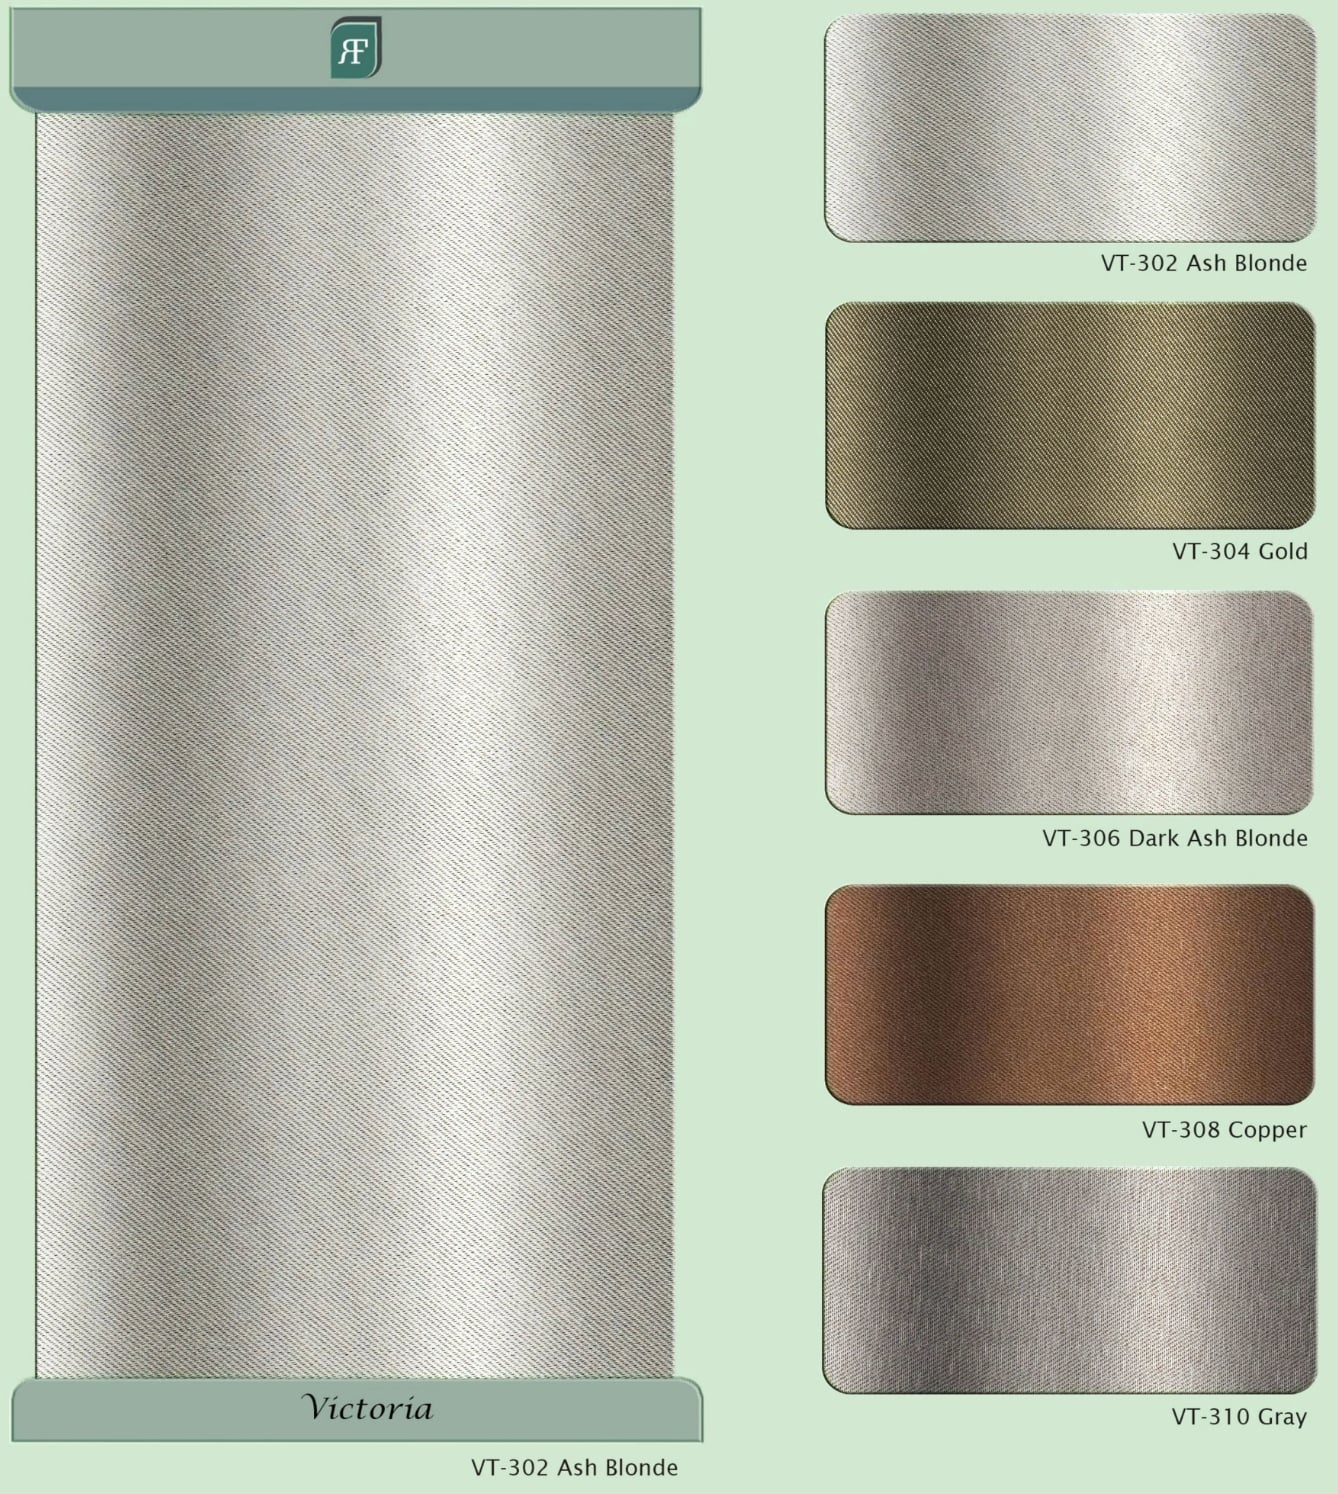 RF
Victoria
VT-302 Ash Blonde
VT-302 Ash Blonde
VT-304 Gold
VT-306 Dark Ash Blonde
VT-308 Copper
VT-310 Gray